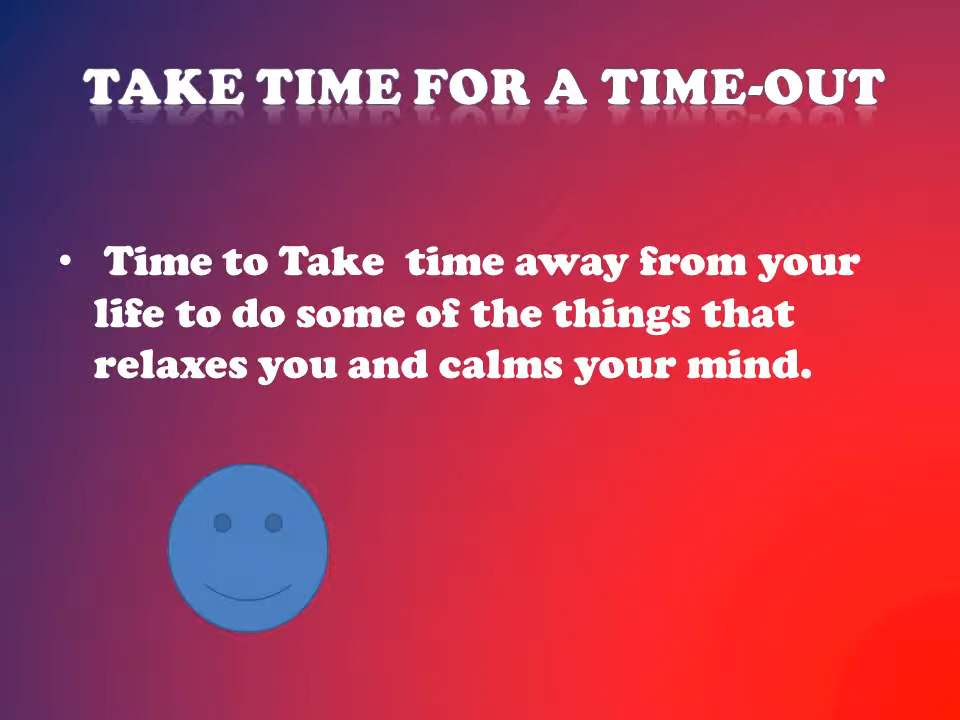 TAKE TIME FOR A TIME-OUT
• Time to Take time away from your
life to do some of the things that
relaxes you and calms your mind.